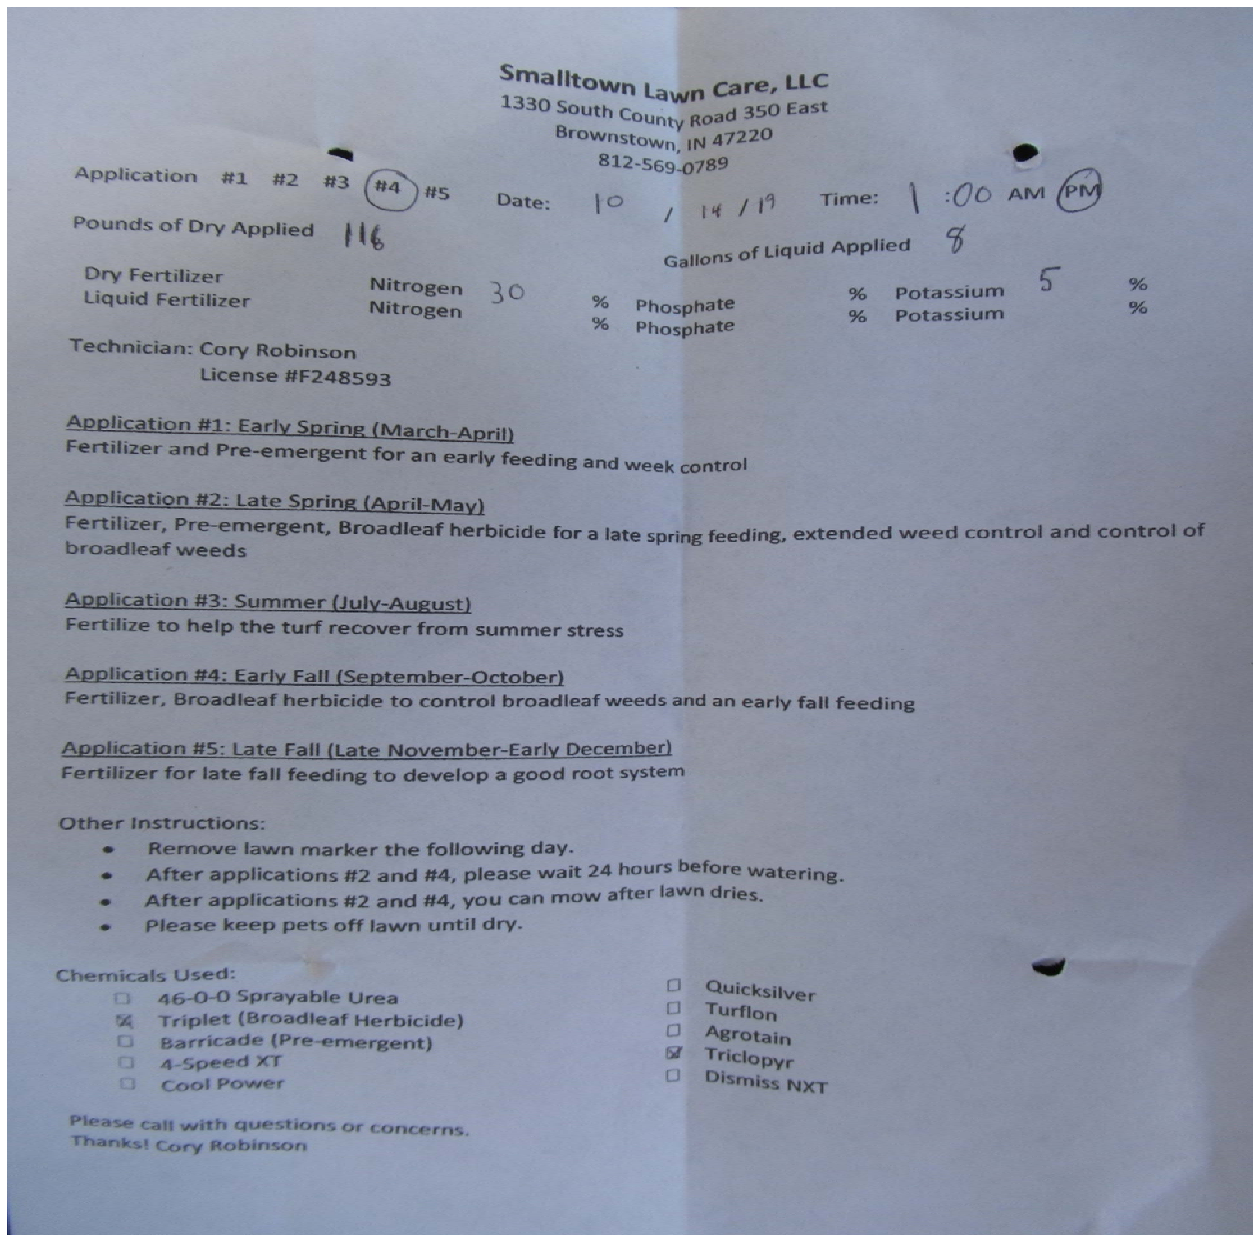 Smalltown Lawn Care, LLC
1330 South County Road 350 East
Brownstown, IN 47220
812-569-0789
Application #1 #2 #3 #4 #5 Date: 10 / 14 / 19 Time: 1 :00 AM PM
Pounds of Dry Applied 116 Gallons of Liquid Applied 8
Dry Fertilizer Nitrogen 30 % Phosphate % Potassium 5 %
Liquid Fertilizer Nitrogen % Phosphate % Potassium %
Technician: Cory Robinson
License #F248593
Application #1: Early Spring (March-April)
Fertilizer and Pre-emergent for an early feeding and week control
Application #2: Late Spring (April-May)
Fertilizer, Pre-emergent, Broadleaf herbicide for a late spring feeding, extended weed control and control of
broadleaf weeds
Application #3: Summer (July-August)
Fertilize to help the turf recover from summer stress
Application #4: Early Fall (September-October)
Fertilizer, Broadleaf herbicide to control broadleaf weeds and an early fall feeding
Application #5: Late Fall (Late November-Early December)
Fertilizer for late fall feeding to develop a good root system
Other Instructions:
• Remove lawn marker the following day.
• After applications #2 and #4, please wait 24 hours before watering.
• After applications #2 and #4, you can mow after lawn dries.
• Please keep pets off lawn until dry.
Chemicals Used:
☐ 46-0-0 Sprayable Urea ☐ Quicksilver
☒ Triplet (Broadleaf Herbicide) ☐ Turflon
☐ Barricade (Pre-emergent) ☐ Agrotain
☐ 4-Speed XT ☒ Triclopyr
☐ Cool Power ☐ Dismiss NXT
Please call with questions or concerns.
Thanks! Cory Robinson